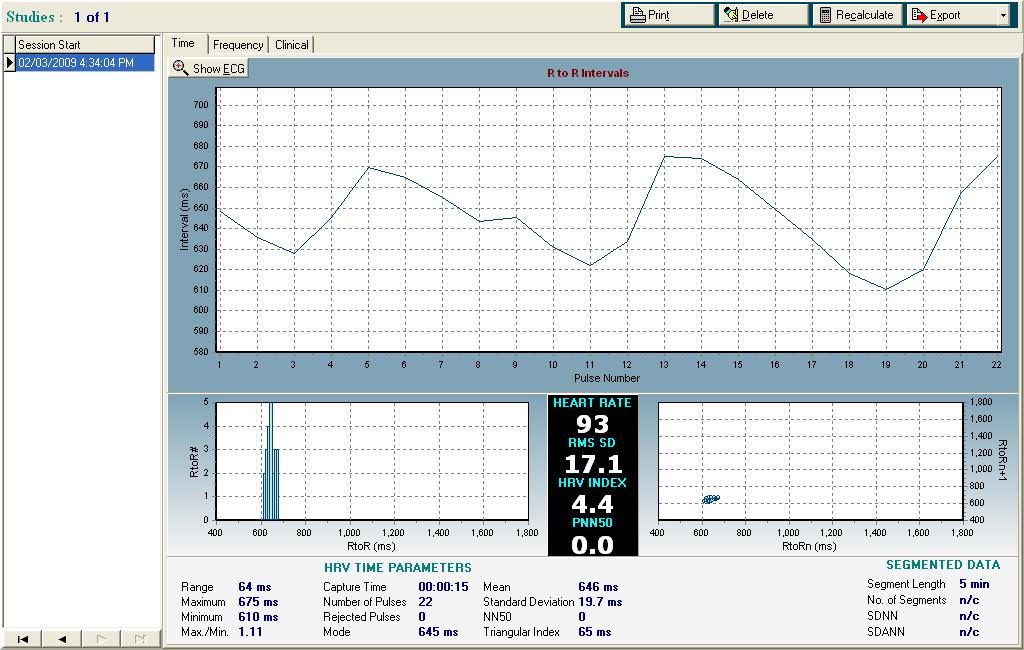 Studies : 1 of 1
Print Delete Recalculate Export
Session Start
02/03/2009 4:34:04 PM
Time Frequency Clinical
Show ECG
R to R Intervals
Interval (ms)
700
690
680
670
660
650
640
630
620
610
600
590
580
1 2 3 4 5 6 7 8 9 10 11 12 13 14 15 16 17 18 19 20 21 22
Pulse Number
RtoR#
5
4
3
2
1
0
400 600 800 1,000 1,200 1,400 1,600 1,800
RtoR (ms)
HEART RATE
93
RMS SD
17.1
HRV INDEX
4.4
PNN50
0.0
1,800
1,600
1,400
1,200
1,000
800
600
400
RtoRn+1
400 600 800 1,000 1,200 1,400 1,600 1,800
RtoRn (ms)
HRV TIME PARAMETERS
Range 64 ms Capture Time 00:00:15 Mean 646 ms
Maximum 675 ms Number of Pulses 22 Standard Deviation 19.7 ms
Minimum 610 ms Rejected Pulses 0 NN50 0
Max./Min. 1.11 Mode 645 ms Triangular Index 65 ms
SEGMENTED DATA
Segment Length 5 min
No. of Segments n/c
SDNN n/c
SDANN n/c